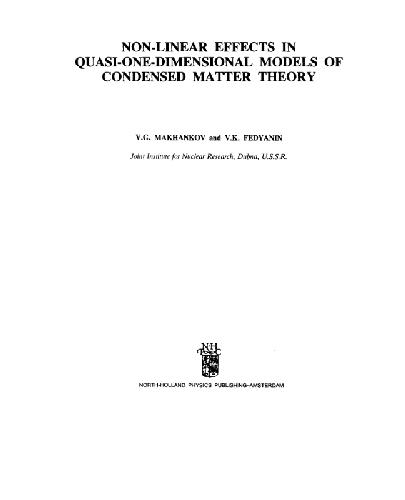 NON-LINEAR EFFECTS IN
QUASI-ONE-DIMENSIONAL MODELS OF
CONDENSED MATTER THEORY
V.G. MAKHANKOV and V.K. FEDYANIN
Joint Institute for Nuclear Research, Dubna, U.S.S.R.
NH
NORTH-HOLLAND PHYSICS PUBLISHING-AMSTERDAM